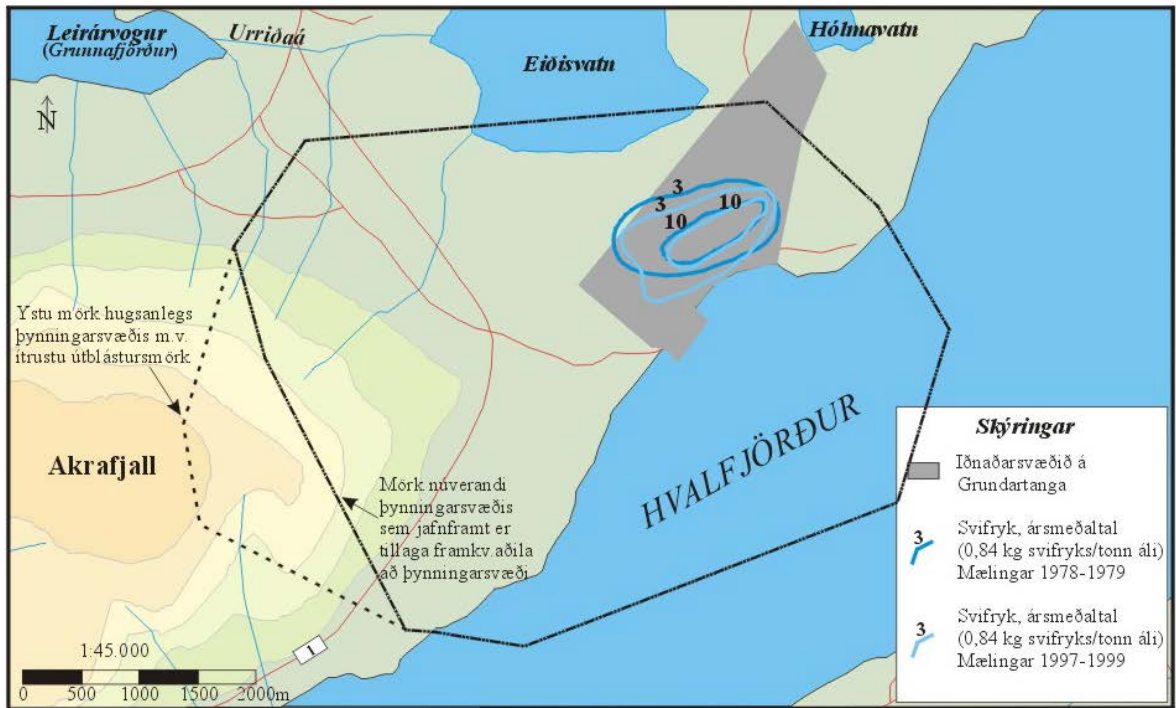 Leirárvogur
(Grunnafjörður)
Urriðaá
Hólmavatn
Eiðisvatn
N
3
3
10
10
Ystu mörk hugsanlegs
þynningarsvæðis m.v.
ítrustu útblástursmörk
Akrafjall
Mörk núverandi
þynningarsvæðis
sem jafnframt er
tillaga framkv.aðila
að þynningarsvæði
HVALFJÖRÐUR
1
1:45.000
0 500 1000 1500 2000m
Skýringar
Iðnaðarsvæðið á
Grundartanga
3
Svifryk, ársmeðaltal
(0,84 kg svifryks/tonn áli)
Mælingar 1978-1979
3
Svifryk, ársmeðaltal
(0,84 kg svifryks/tonn áli)
Mælingar 1997-1999